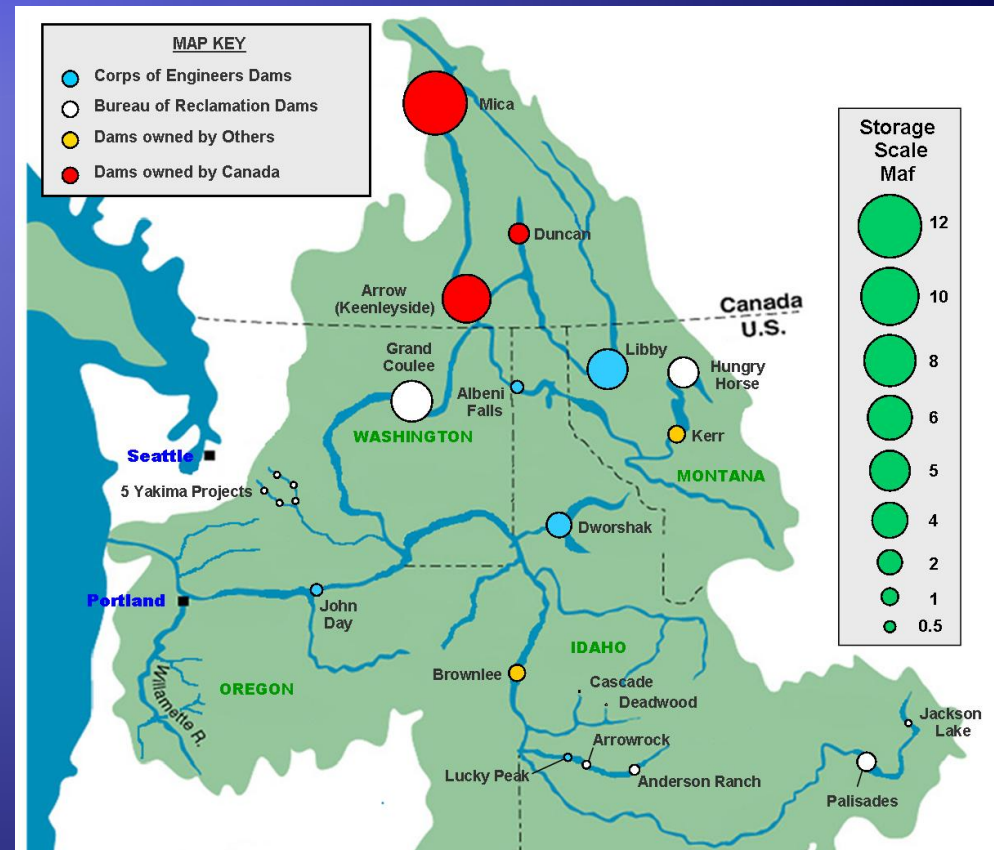 MAP KEY
Corps of Engineers Dams
Bureau of Reclamation Dams
Dams owned by Others
Dams owned by Canada
Storage
Scale
Maf
12
10
8
6
5
4
2
1
0.5
Mica
Duncan
Arrow
(Keenleyside)
Canada
U.S.
Grand
Coulee
Libby
Hungry
Horse
Albeni
Falls
Kerr
WASHINGTON
MONTANA
Seattle
5 Yakima Projects
Dworshak
Portland
John
Day
IDAHO
Brownlee
Cascade
Deadwood
OREGON
Willamette R.
Jackson
Lake
Arrowrock
Lucky Peak
Anderson Ranch
Palisades